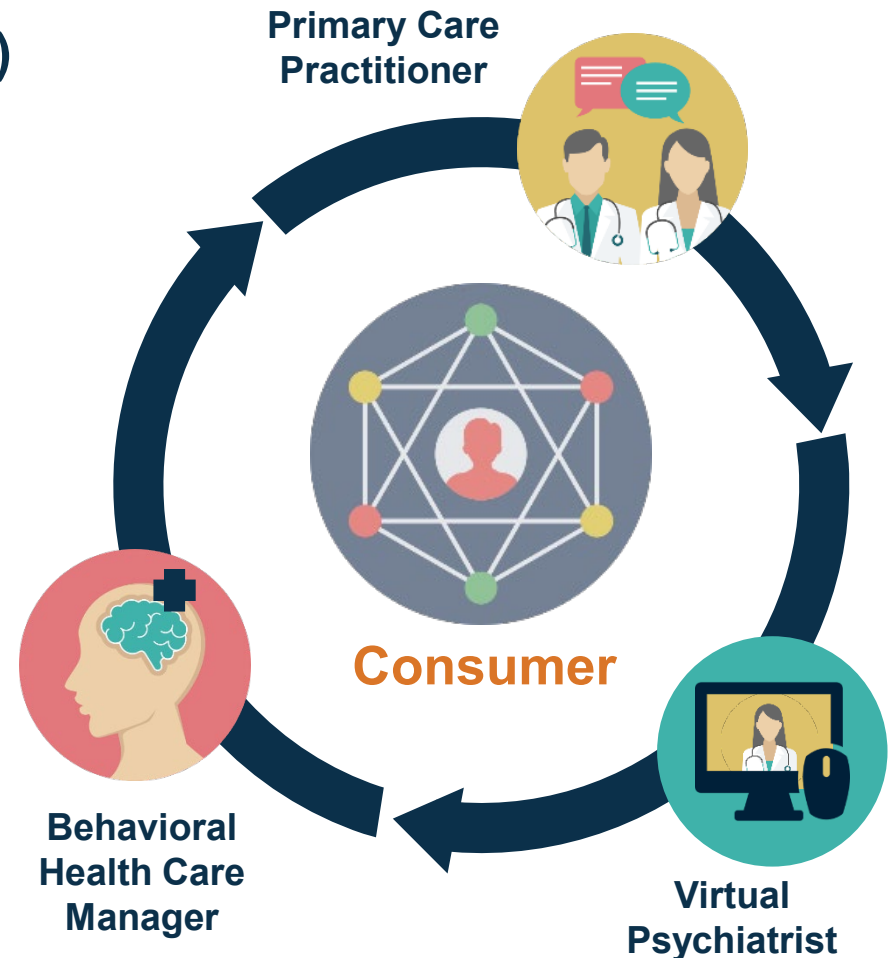 )
Primary Care
Practitioner
Consumer
Behavioral
Health Care
Manager
Virtual
Psychiatrist